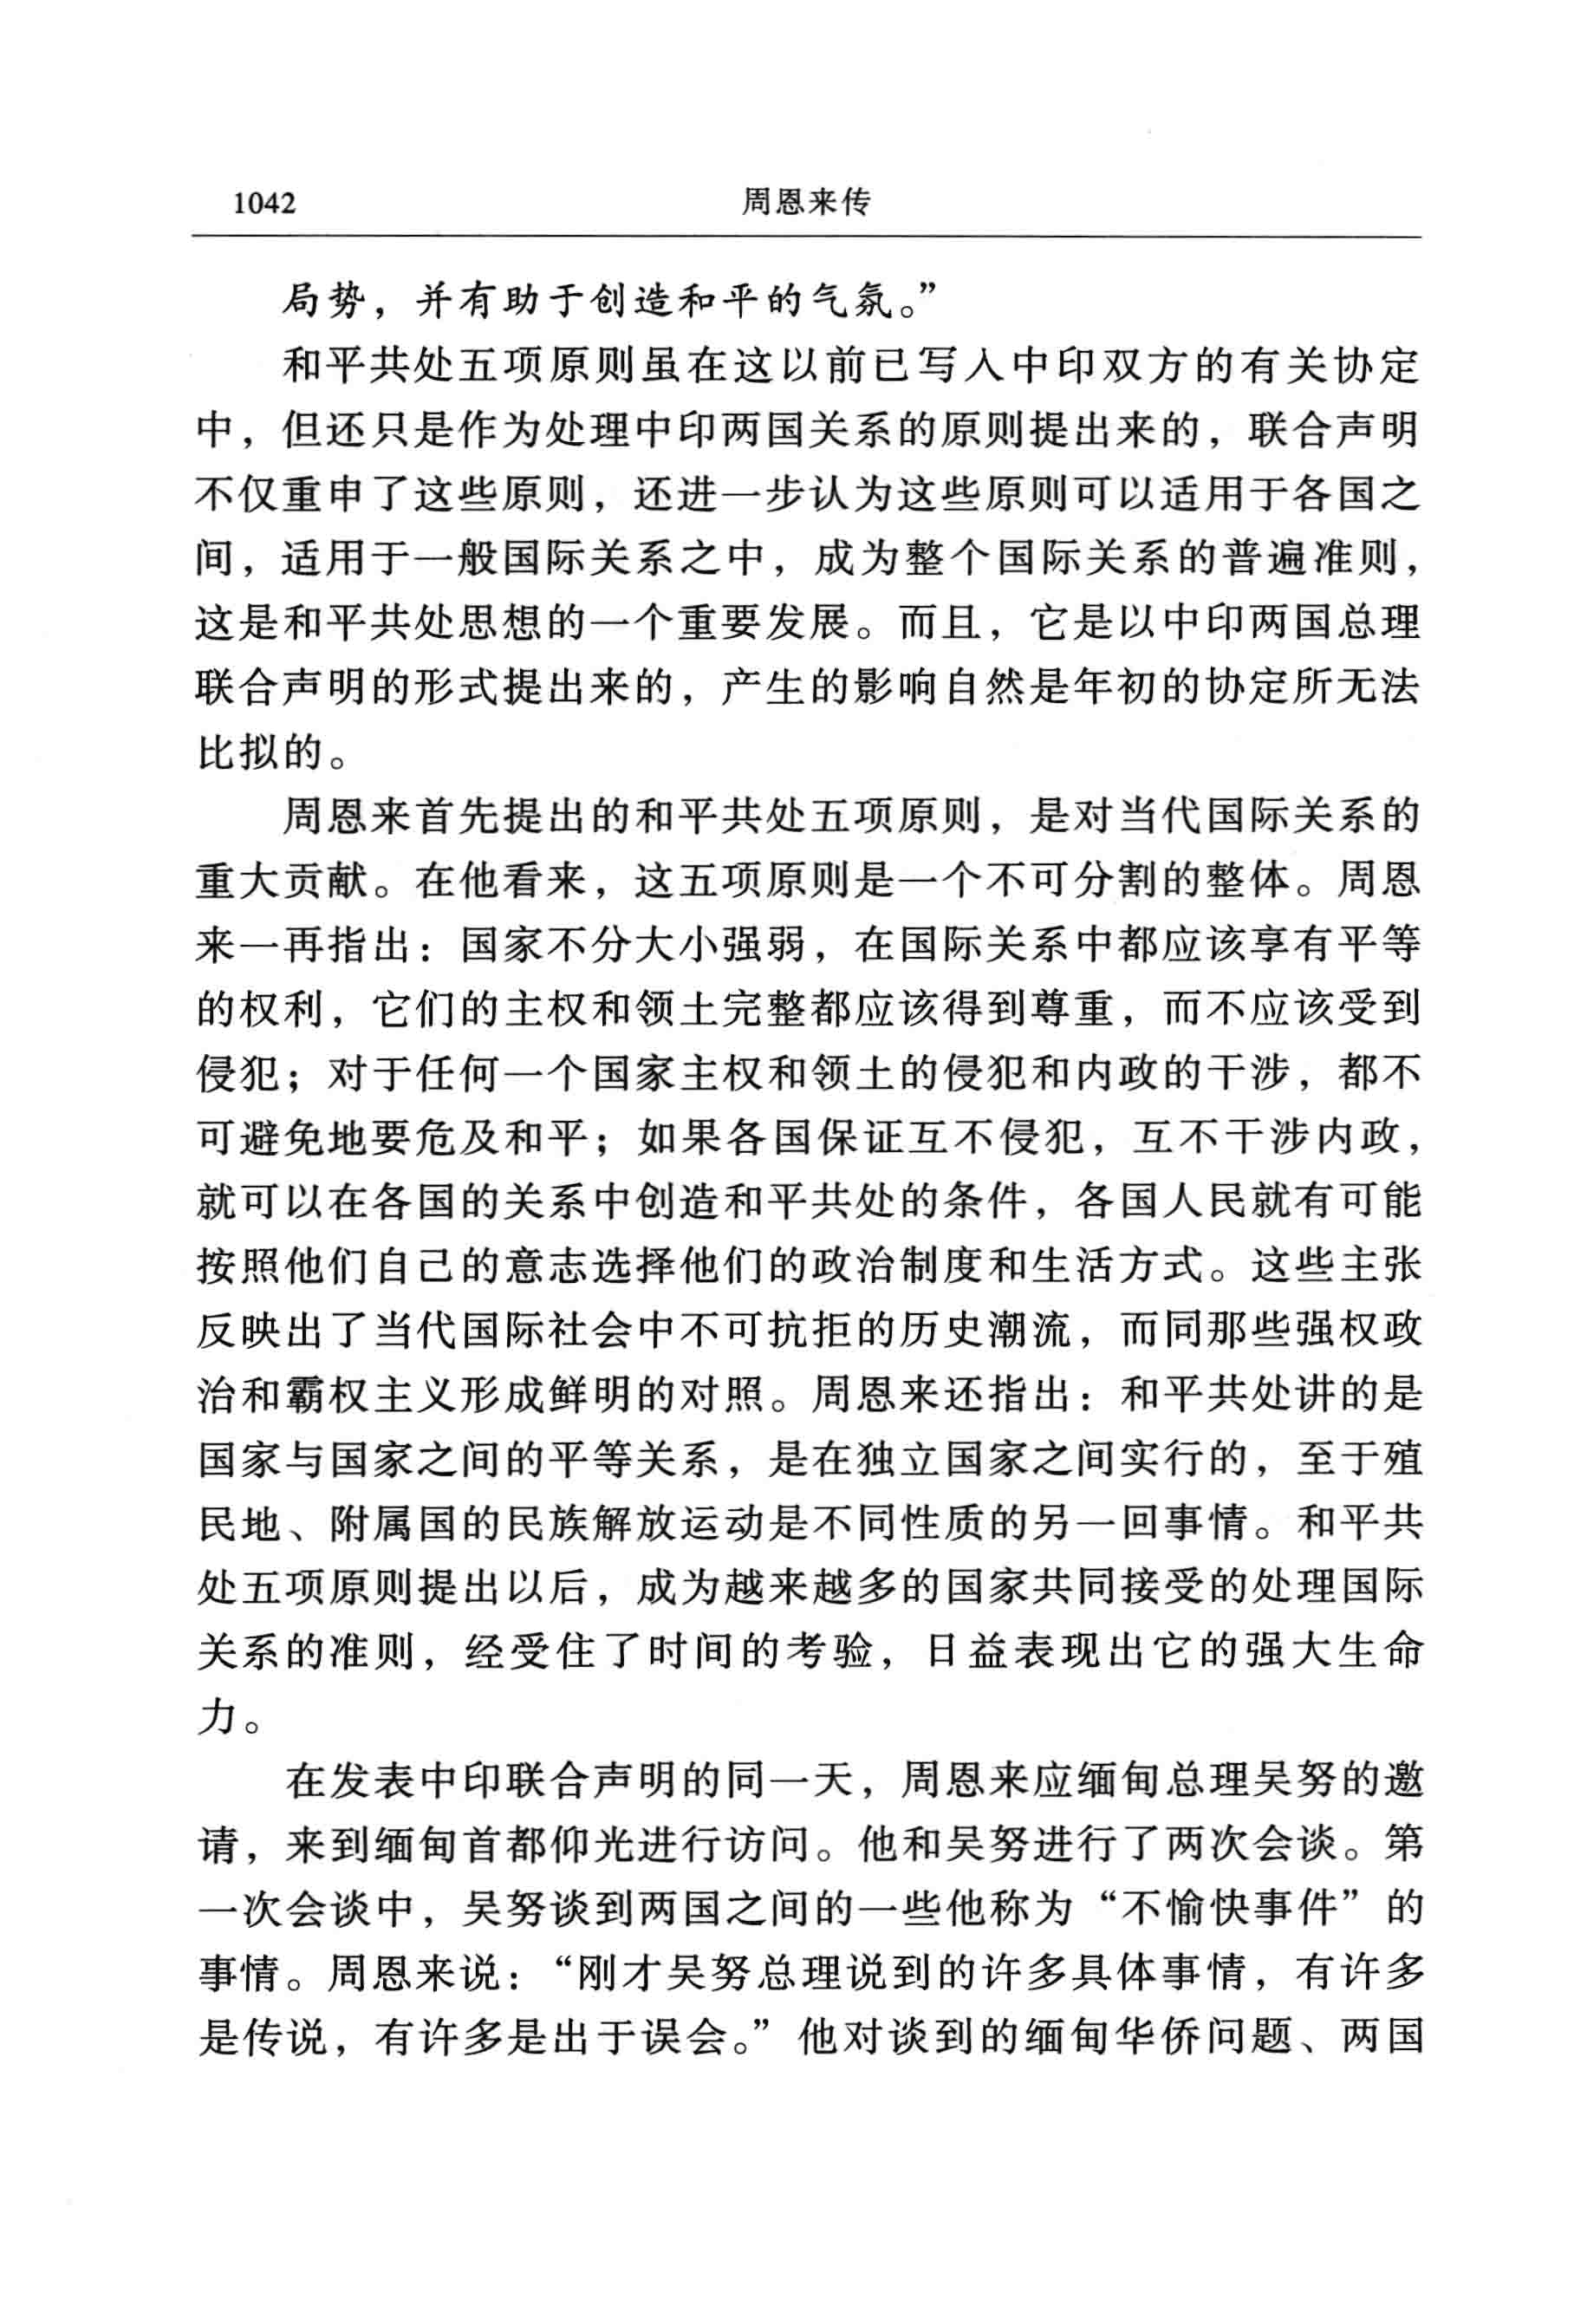 1042
周恩来传
局势，并有助于创造和平的气氛。”
和平共处五项原则虽在这以前已写入中印双方的有关协定
中，但还只是作为处理中印两国关系的原则提出来的，联合声明
不仅重申了这些原则，还进一步认为这些原则可以适用于各国之
间，适用于一般国际关系之中，成为整个国际关系的普遍准则，
这是和平共处思想的一个重要发展。而且，它是以中印两国总理
联合声明的形式提出来的，产生的影响自然是年初的协定所无法
比拟的。
周恩来首先提出的和平共处五项原则，是对当代国际关系的
重大贡献。在他看来，这五项原则是一个不可分割的整体。周恩
来一再指出：国家不分大小强弱，在国际关系中都应该享有平等
的权利，它们的主权和领土完整都应该得到尊重，而不应该受到
侵犯；对于任何一个国家主权和领土的侵犯和内政的干涉，都不
可避免地要危及和平；如果各国保证互不侵犯，互不干涉内政，
就可以在各国的关系中创造和平共处的条件，各国人民就有可能
按照他们自己的意志选择他们的政治制度和生活方式。这些主张
反映出了当代国际社会中不可抗拒的历史潮流，而同那些强权政
治和霸权主义形成鲜明的对照。周恩来还指出：和平共处讲的是
国家与国家之间的平等关系，是在独立国家之间实行的，至于殖
民地、附属国的民族解放运动是不同性质的另一回事情。和平共
处五项原则提出以后，成为越来越多的国家共同接受的处理国际
关系的准则，经受住了时间的考验，日益表现出它的强大生命
力。
在发表中印联合声明的同一天，周恩来应缅甸总理吴努的邀
请，来到缅甸首都仰光进行访问。他和吴努进行了两次会谈。第
一次会谈中，吴努谈到两国之间的一些他称为“不愉快事件”的
事情。周恩来说：“刚才吴努总理说到的许多具体事情，有许多
是传说，有许多是出于误会。”他对谈到的缅甸华侨问题、两国